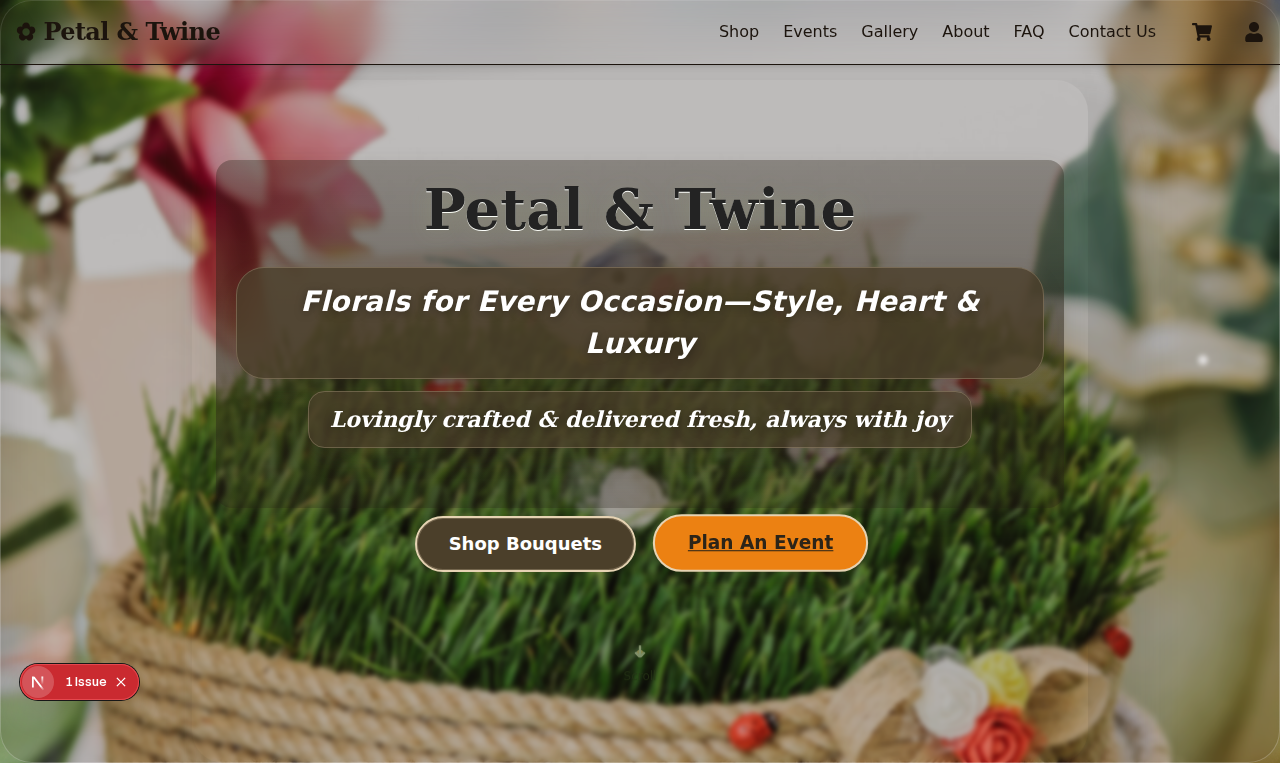 ✿ Petal & Twine
Shop Events Gallery About FAQ Contact Us
Petal & Twine
Florals for Every Occasion—Style, Heart &
Luxury
Lovingly crafted & delivered fresh, always with joy
Shop Bouquets Plan An Event
1 Issue